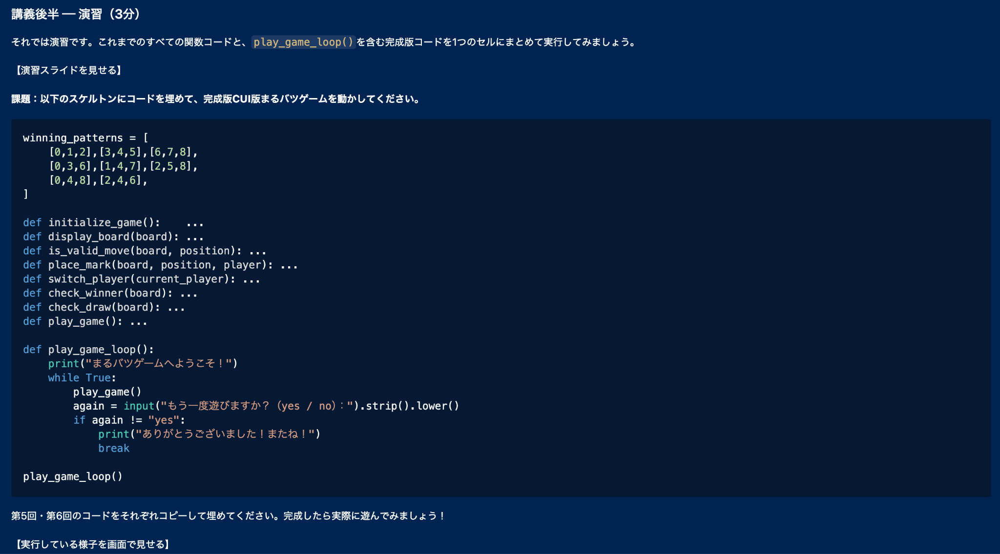 講義後半 — 演習（3分）
それでは演習です。これまでのすべての関数コードと、play_game_loop()を含む完成版コードを1つのセルにまとめて実行してみましょう。
【演習スライドを見せる】
課題：以下のスケルトンにコードを埋めて、完成版CUI版まるバツゲームを動かしてください。
winning_patterns = [
    [0,1,2],[3,4,5],[6,7,8],
    [0,3,6],[1,4,7],[2,5,8],
    [0,4,8],[2,4,6],
]
def initialize_game():    ...
def display_board(board): ...
def is_valid_move(board, position): ...
def place_mark(board, position, player): ...
def switch_player(current_player): ...
def check_winner(board): ...
def check_draw(board): ...
def play_game(): ...
def play_game_loop():
    print("まるバツゲームへようこそ！")
    while True:
        play_game()
        again = input("もう一度遊びますか？（yes / no）：").strip().lower()
        if again != "yes":
            print("ありがとうございました！またね！")
            break
play_game_loop()
第5回・第6回のコードをそれぞれコピーして埋めてください。完成したら実際に遊んでみましょう！
【実行している様子を画面で見せる】